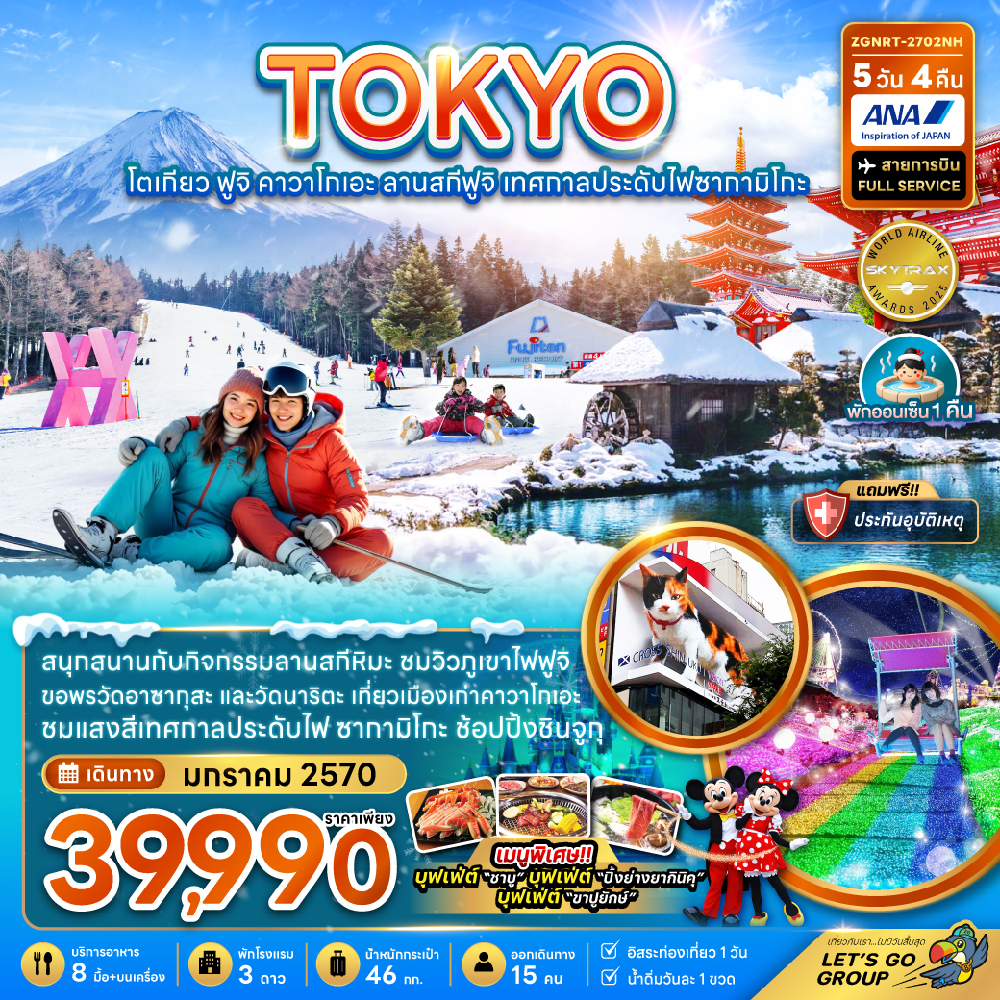 TOKYO
โตเกียว ฟูจิ คาวาโกเอะ ลานสกีฟูจิ เทศกาลประดับไฟซากามิโกะ
ZGNRT-2702NH
5 วัน 4 คืน
ANA
Inspiration of JAPAN
สายการบิน
FULL SERVICE
WORLD AIRLINE
SKYTRAX
AWARDS 2025
พักออนเซ็น 1 คืน
แถมฟรี!!
ประกันอุบัติเหตุ
Fujiten
SNOW RESORT
CROSS SHINJUKU
สนุกสนานกับกิจกรรมลานสกีหิมะ ชมวิวภูเขาไฟฟูจิ
ขอพรวัดอาซากุสะ และวัดนาริตะ เที่ยวเมืองเก่าคาวาโกเอะ
ชมแสงสีเทศกาลประดับไฟ ซากามิโกะ ช้อปปิ้งชินจูกุ
เดินทาง มกราคม 2570
ราคาเพียง
39,990
เมนูพิเศษ!!
บุฟเฟ่ต์ "ชาบู" บุฟเฟ่ต์ "ปิ้งย่างยากินิคุ"
บุฟเฟ่ต์ "ขาปูยักษ์"
บริการอาหาร
8 มื้อ+บนเครื่อง
พักโรงแรม
3 ดาว
น้ำหนักกระเป๋า
46 กก.
ออกเดินทาง
15 คน
อิสระท่องเที่ยว 1 วัน
น้ำดื่มวันละ 1 ขวด
เที่ยวกับเรา...ไม่มีวันสิ้นสุด
LET'S GO
GROUP